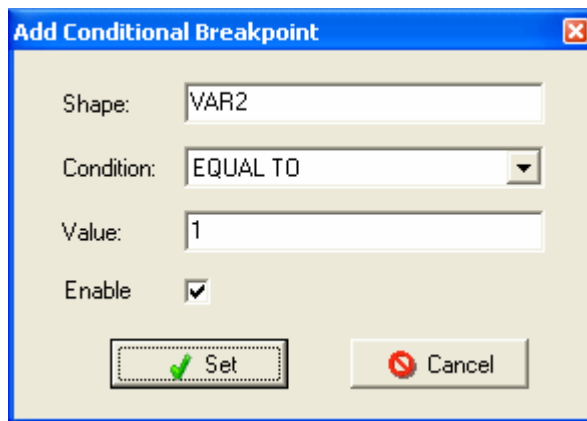 Add Conditional Breakpoint
Shape: VAR2
Condition: EQUAL TO
Value: 1
Enable
Set Cancel